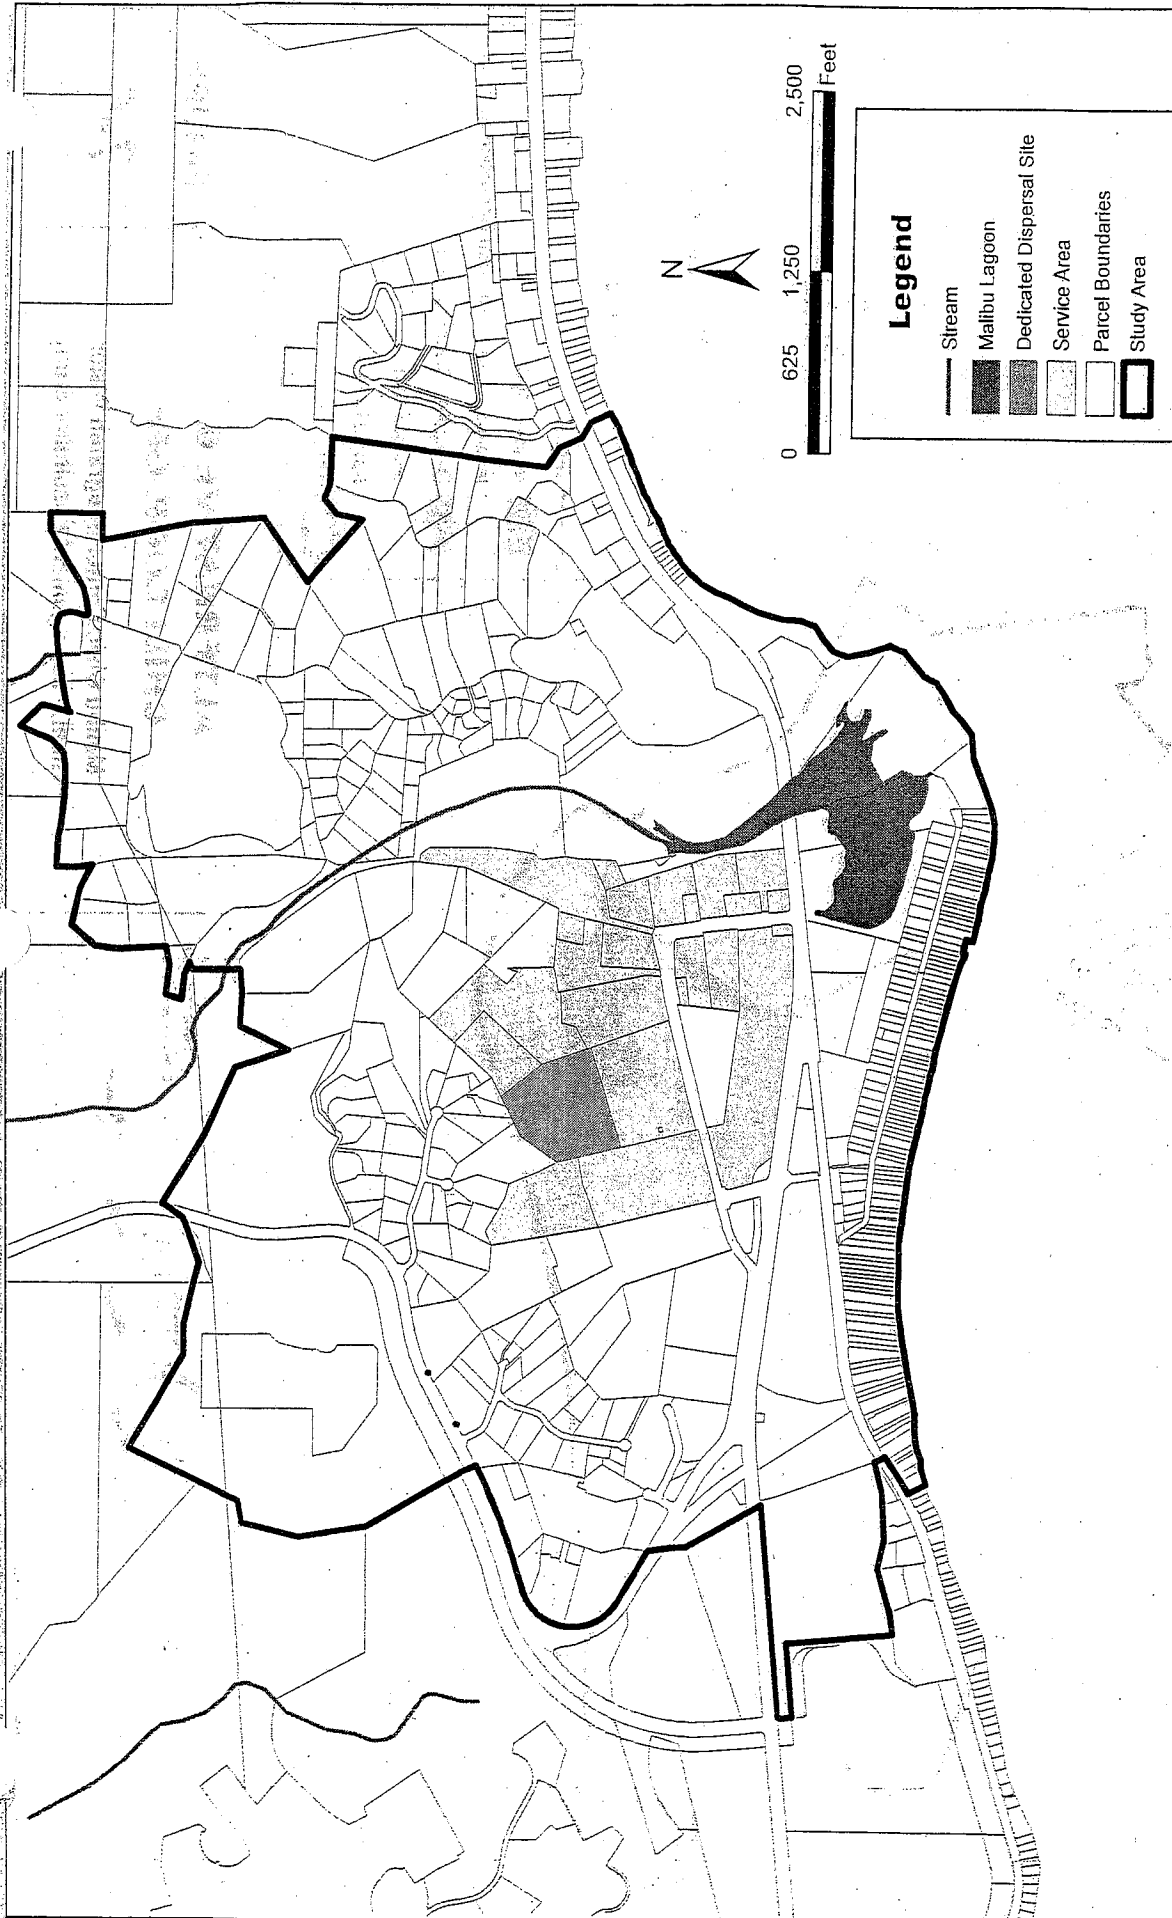 N
0 625 1,250 2,500
Feet
Legend
Stream
Malibu Lagoon
Dedicated Dispersal Site
Service Area
Parcel Boundaries
Study Area